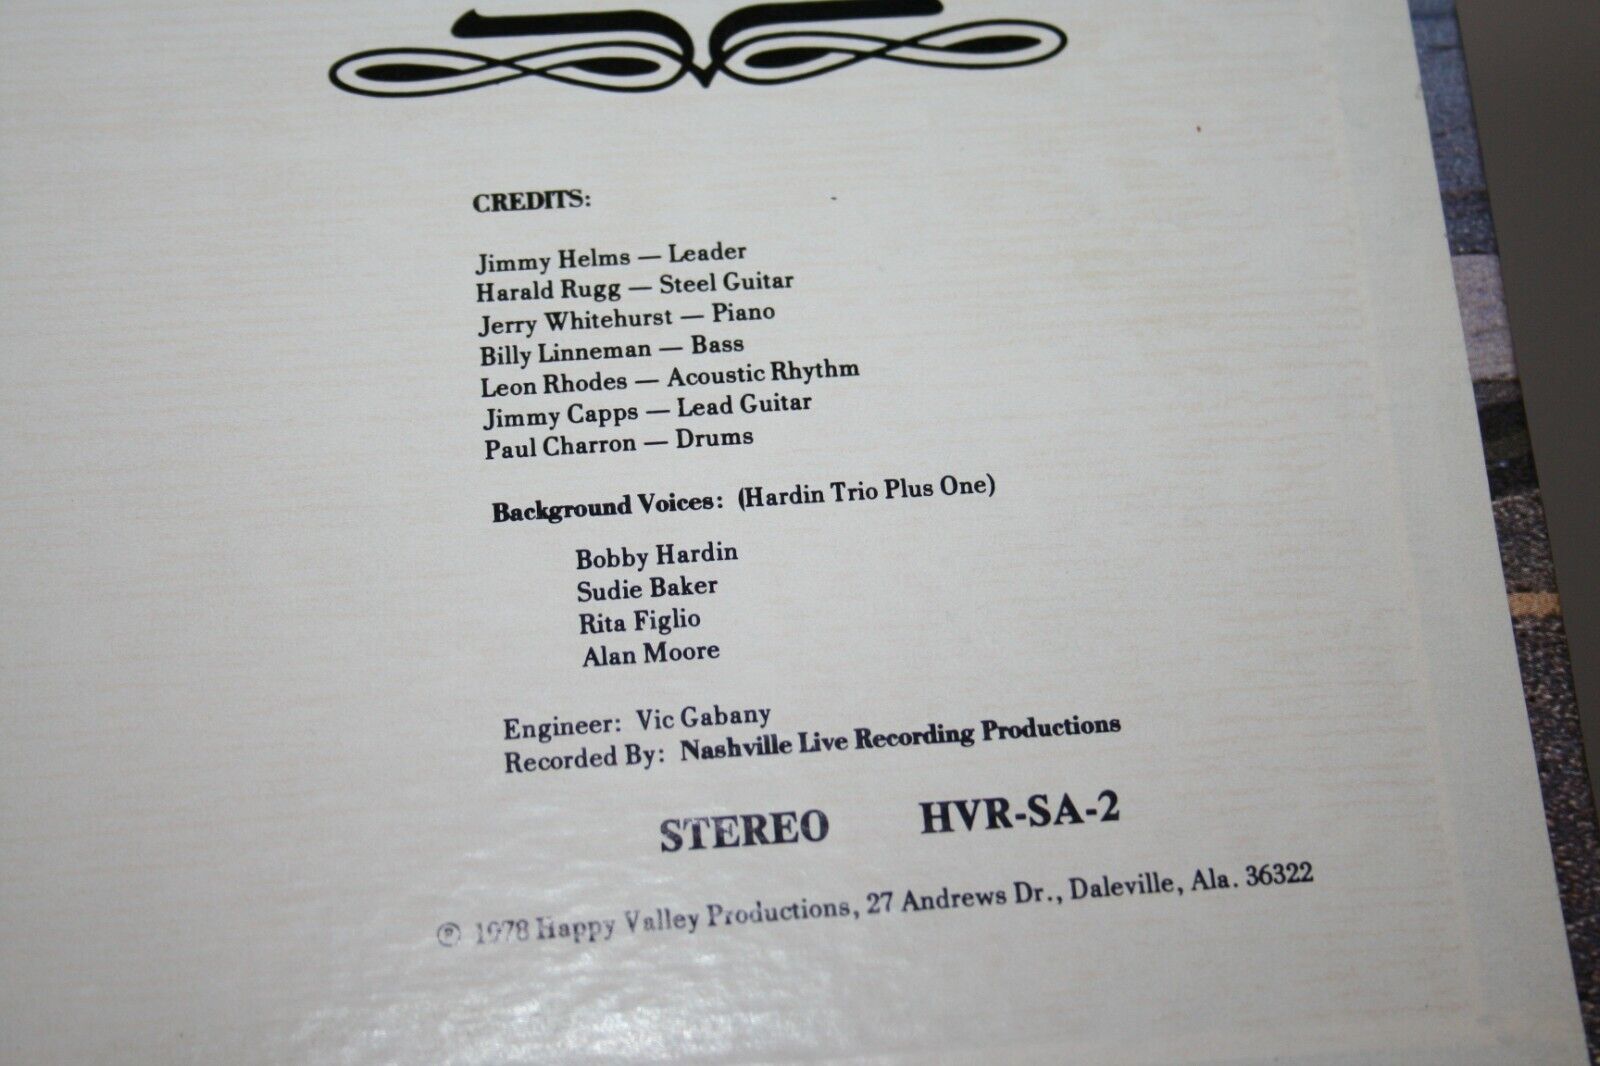 CREDITS:
Jimmy Helms — Leader
Harald Rugg — Steel Guitar
Jerry Whitehurst — Piano
Billy Linneman — Bass
Leon Rhodes — Acoustic Rhythm
Jimmy Capps — Lead Guitar
Paul Charron — Drums
Background Voices: (Hardin Trio Plus One)
Bobby Hardin
Sudie Baker
Rita Figlio
Alan Moore
Engineer: Vic Gabany
Recorded By: Nashville Live Recording Productions
STEREO HVR-SA-2
℗ 1978 Happy Valley Productions, 27 Andrews Dr., Daleville, Ala. 36322